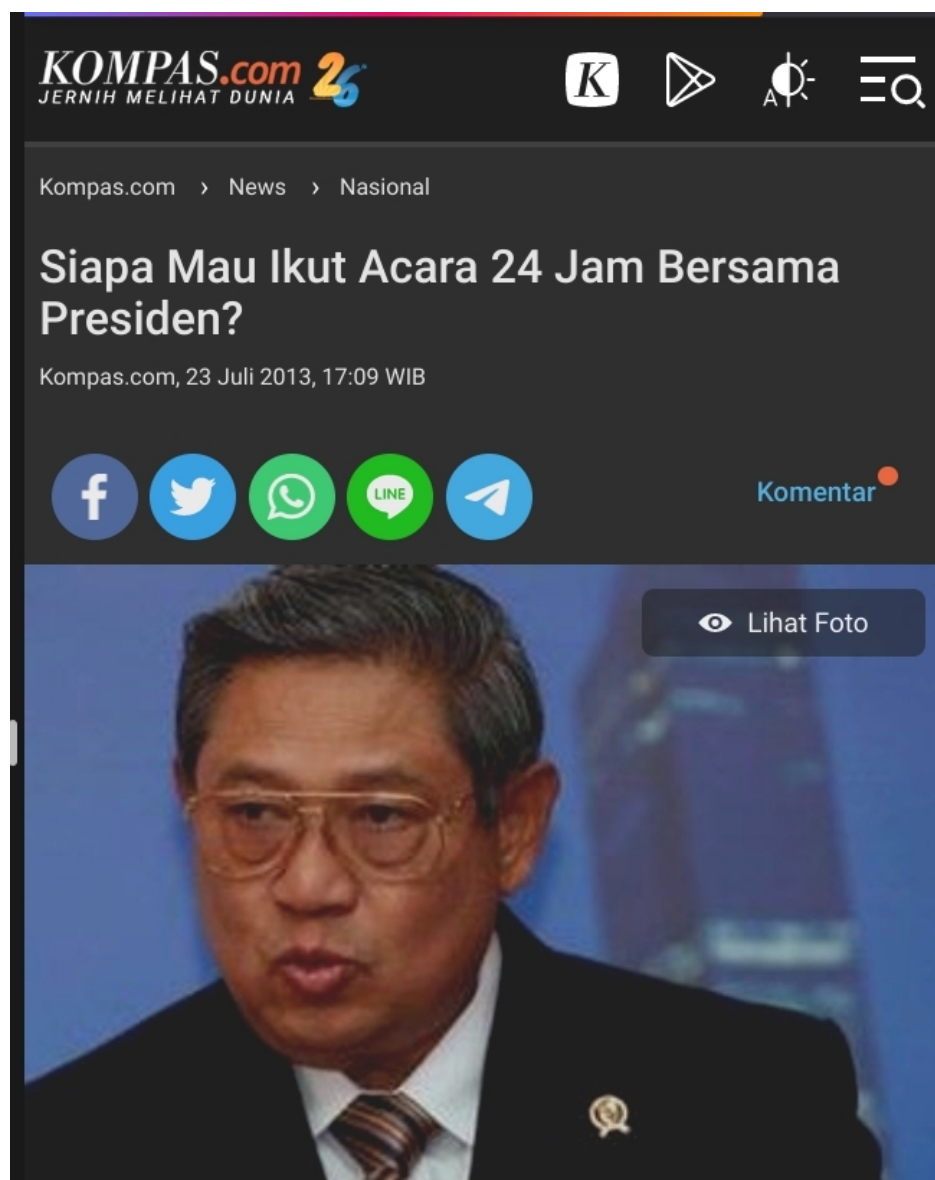 KOMPAS.com 26
JERNIH MELIHAT DUNIA
K
A
Kompas.com › News › Nasional
Siapa Mau Ikut Acara 24 Jam Bersama
Presiden?
Kompas.com, 23 Juli 2013, 17:09 WIB
f
LINE
Komentar
Lihat Foto